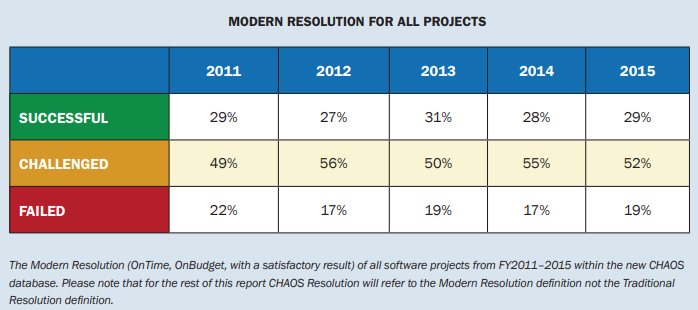 MODERN RESOLUTION FOR ALL PROJECTS
2011 2012 2013 2014 2015
SUCCESSFUL 29% 27% 31% 28% 29%
CHALLENGED 49% 56% 50% 55% 52%
FAILED 22% 17% 19% 17% 19%
The Modern Resolution (OnTime, OnBudget, with a satisfactory result) of all software projects from FY2011–2015 within the new CHAOS
database. Please note that for the rest of this report CHAOS Resolution will refer to the Modern Resolution definition not the Traditional
Resolution definition.